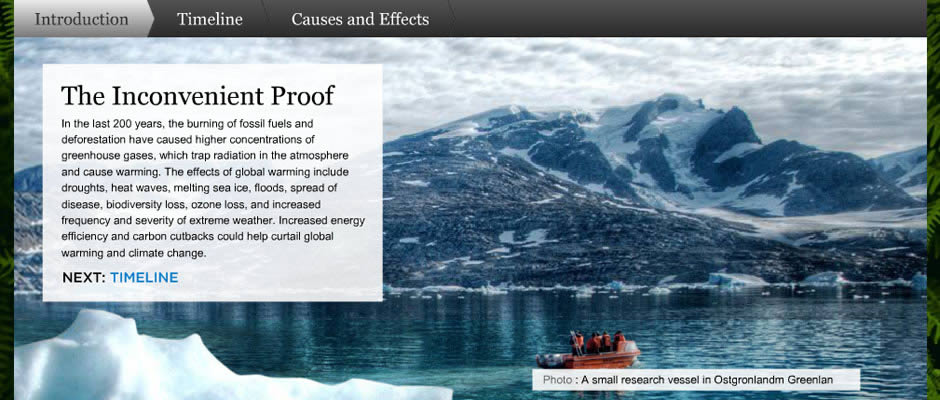 Introduction Timeline Causes and Effects
The Inconvenient Proof
In the last 200 years, the burning of fossil fuels and
deforestation have caused higher concentrations of
greenhouse gases, which trap radiation in the atmosphere
and cause warming. The effects of global warming include
droughts, heat waves, melting sea ice, floods, spread of
disease, biodiversity loss, ozone loss, and increased
frequency and severity of extreme weather. Increased energy
efficiency and carbon cutbacks could help curtail global
warming and climate change.
NEXT: TIMELINE
Photo : A small research vessel in Ostgronlandm Greenlan